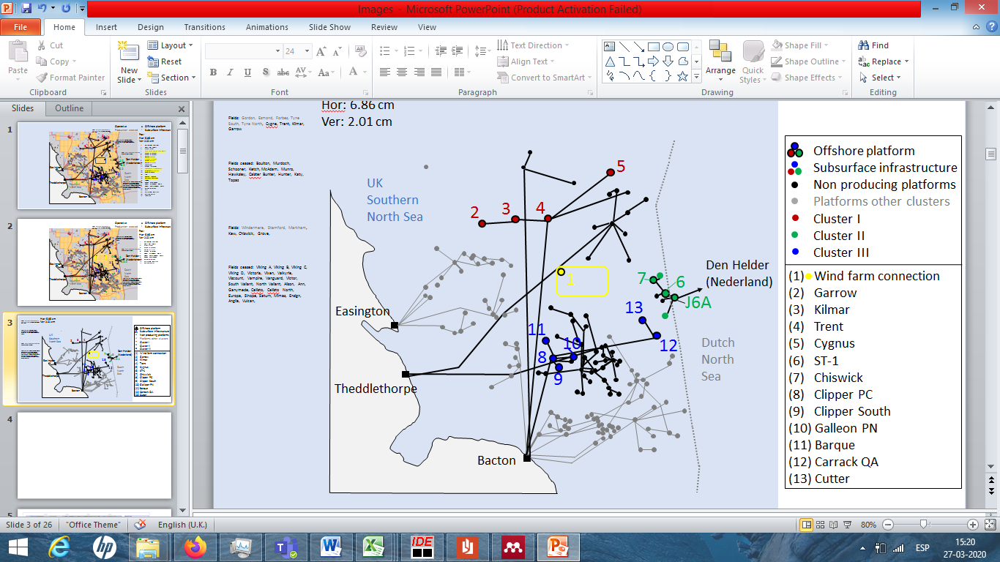 Images - Microsoft PowerPoint (Product Activation Failed)
File Home Insert Design Transitions Animations Slide Show Review View
Paste
Cut
Copy
Format Painter
Clipboard
New Slide
Layout
Reset
Section
Slides
24
B I U S abc AV Aa A
Font
Text Direction
Align Text
Convert to SmartArt
Paragraph
Arrange
Quick Styles
Shape Fill
Shape Outline
Shape Effects
Drawing
Find
Replace
Select
Editing
Slides Outline
1
2
3
4
5
Hor: 6.86 cm
Ver: 2.01 cm
Fields: Gordon, Esmond, Forbes, Tyne
South, Tyne North, Cygne, Trent, Kilmar,
Garrow
Fields ceased: Boulton, Murdoch,
Schooner, Ketch, McAdam, Munro,
Hawksley, Calster Bunter, Hunter, Katy,
Topaz
Fields: Windermere, Stamford, Markham,
Kew, Chiswick, Grove,
Fields ceased: Viking A, Viking B, Viking C,
Viking D, Victoria, Vixen, Valkyrie,
Viscount, Vampire, Vanguard, Victor,
South Valiant, North Valiant, Alison, Ann,
Ganymede, Callisto, Callisto North,
Europa, Sinope, Saturn, Mimas, Ensign,
Anglia, Vulcan,
UK
Southern
North Sea
2
3
4
5
1
7
6
J6A
Den Helder
(Nederland)
13
12
11
10
8
9
Easington
Theddlethorpe
Bacton
Dutch
North
Sea
Offshore platform
Subsurface infrastructure
Non producing platforms
Platforms other clusters
Cluster I
Cluster II
Cluster III
(1) Wind farm connection
(2) Garrow
(3) Kilmar
(4) Trent
(5) Cygnus
(6) ST-1
(7) Chiswick
(8) Clipper PC
(9) Clipper South
(10) Galleon PN
(11) Barque
(12) Carrack QA
(13) Cutter
Slide 3 of 26 "Office Theme" English (U.K.) 80%
IDE
ESP
15:20
27-03-2020